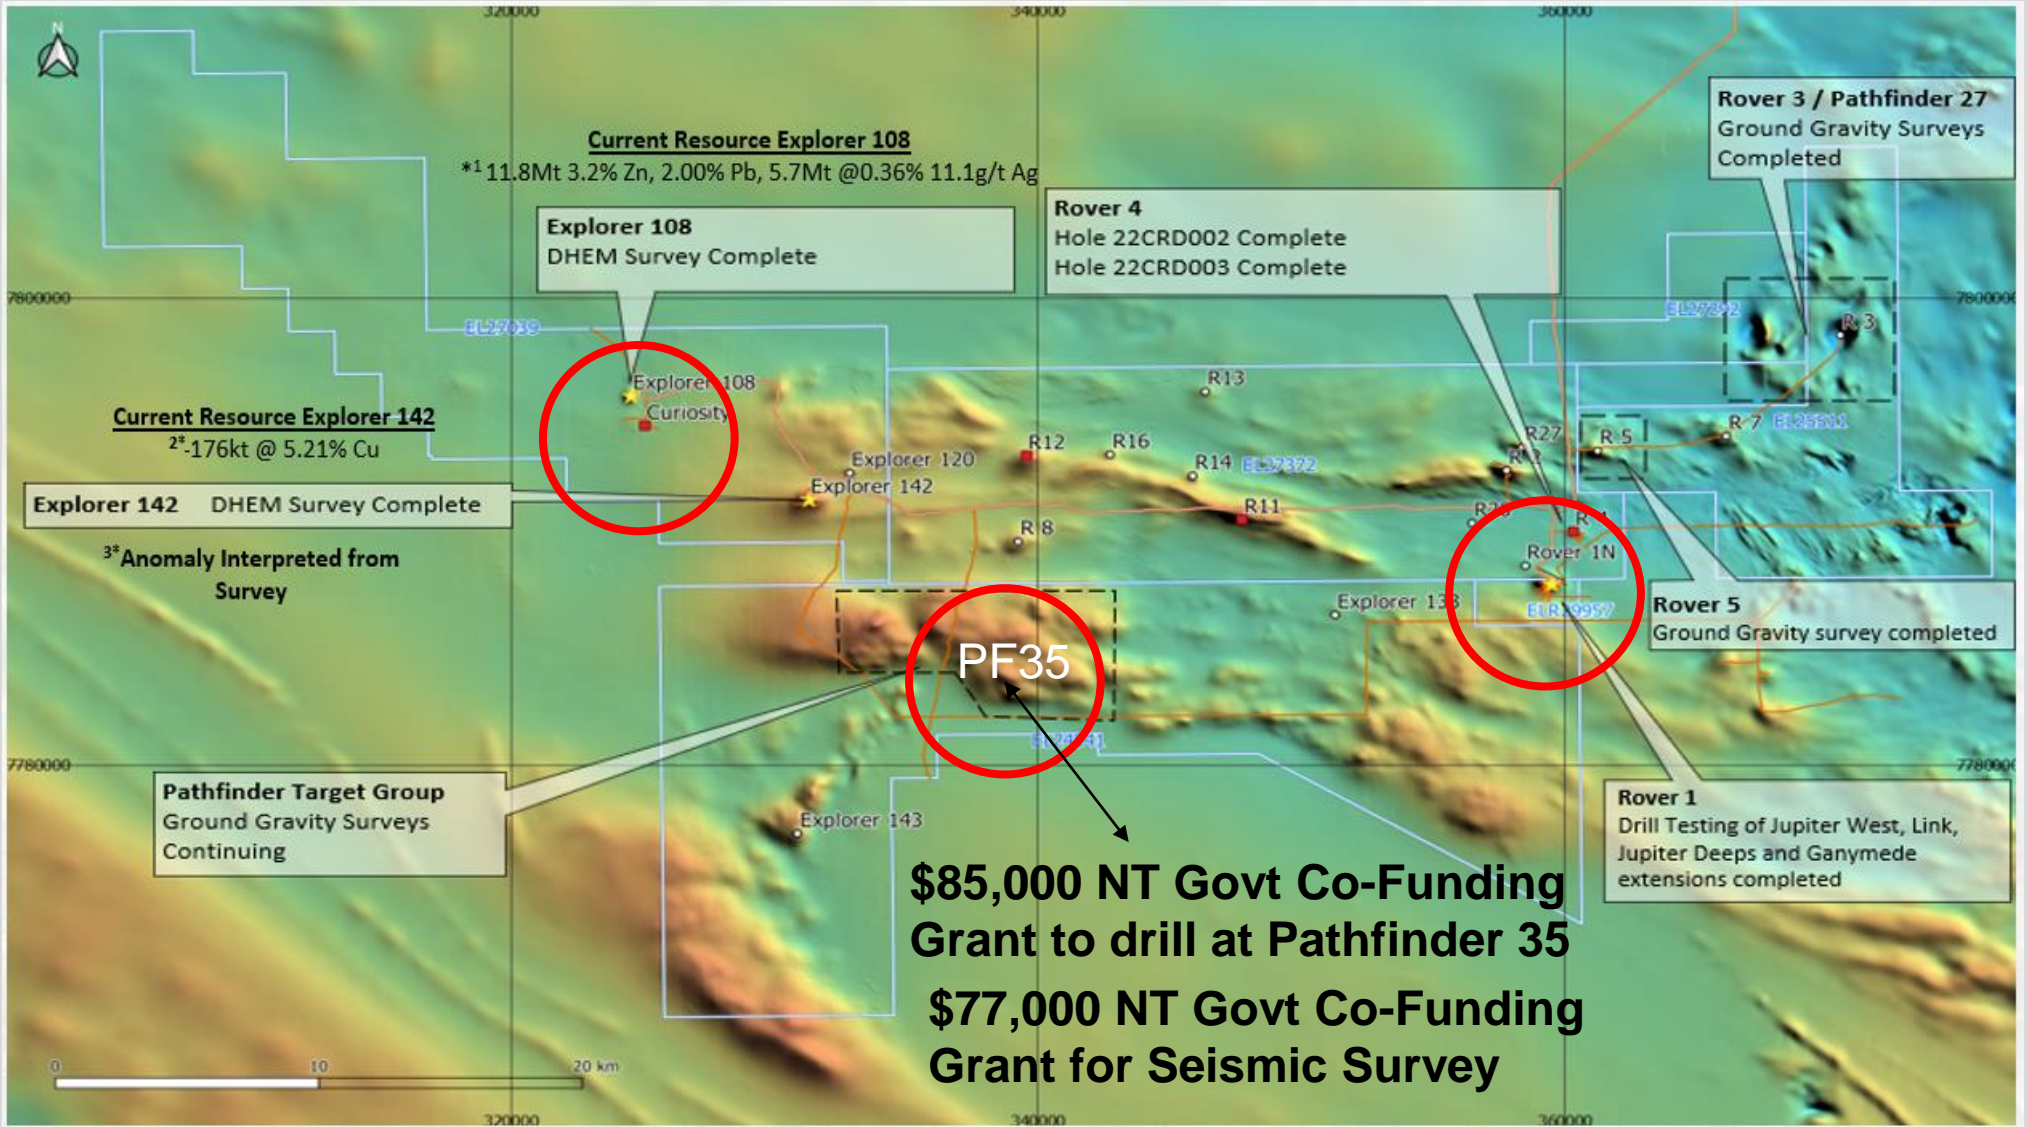 N
320000
340000
360000
Current Resource Explorer 108
*1 11.8Mt 3.2% Zn, 2.00% Pb, 5.7Mt @0.36% 11.1g/t Ag
Explorer 108
DHEM Survey Complete
Rover 4
Hole 22CRD002 Complete
Hole 22CRD003 Complete
Rover 3 / Pathfinder 27
Ground Gravity Surveys
Completed
7800000
7800000
EL27039
EL27292
R 3
Explorer 108
Curiosity
R13
Current Resource Explorer 142
2*-176kt @ 5.21% Cu
R12
R16
R27
R 5
R 7
EL25511
Explorer 120
R14
EL27372
Explorer 142
Explorer 142 DHEM Survey Complete
R11
R 8
Rover 1N
3*Anomaly Interpreted from
Survey
Explorer 138
ELR29957
Rover 5
Ground Gravity survey completed
PF35
7780000
7780000
Pathfinder Target Group
Ground Gravity Surveys
Continuing
Explorer 143
Rover 1
Drill Testing of Jupiter West, Link,
Jupiter Deeps and Ganymede
extensions completed
$85,000 NT Govt Co-Funding
Grant to drill at Pathfinder 35
$77,000 NT Govt Co-Funding
Grant for Seismic Survey
0
10
20 km
320000
340000
360000